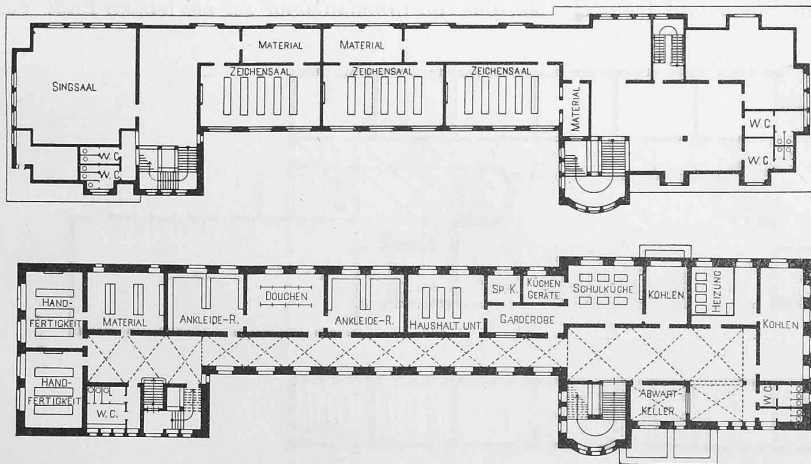 MATERIAL
MATERIAL
SINGSAAL
ZEICHENSAAL
ZEICHENSAAL
ZEICHENSAAL
MATERIAL
W.C.
W.C.
W.C.
W.C.
HAND-
FERTIGKEIT
MATERIAL
ANKLEIDE-R.
DOUCHEN
ANKLEIDE-R.
HAUSHALT. UNT.
SP. K.
KÜCHEN
GERÄTE
GARDEROBE
SCHULKÜCHE
KOHLEN
HEIZUNG
KOHLEN
HAND-
FERTIGKEIT
W.C.
ABWART-
KELLER
W.C.